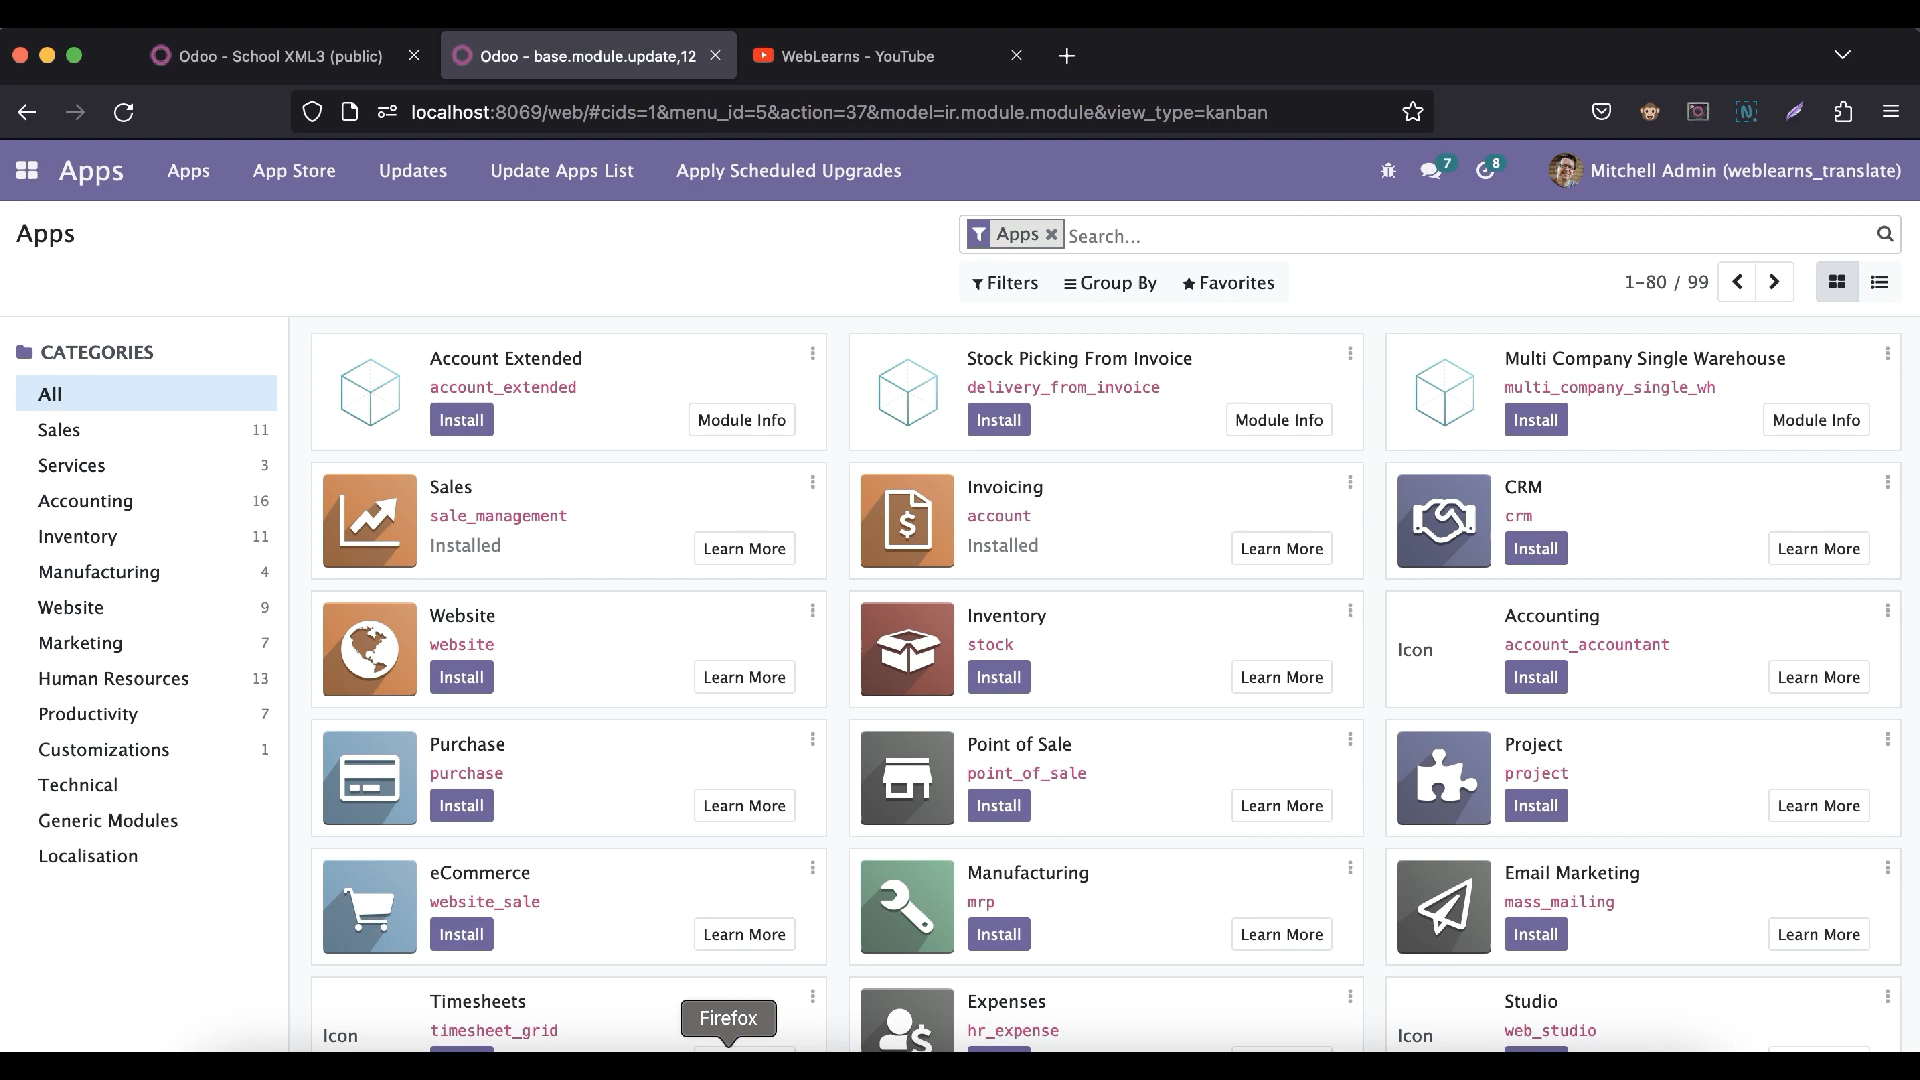 Odoo - School XML3 (public)
Odoo - base.module.update,12
WebLearns - YouTube
localhost:8069/web/#cids=1&menu_id=5&action=37&model=ir.module.module&view_type=kanban
Apps
Apps
App Store
Updates
Update Apps List
Apply Scheduled Upgrades
7
8
Mitchell Admin (weblearns_translate)
Apps
Apps
Search...
Filters
Group By
Favorites
1-80 / 99
CATEGORIES
All
Sales 11
Services 3
Accounting 16
Inventory 11
Manufacturing 4
Website 9
Marketing 7
Human Resources 13
Productivity 7
Customizations 1
Technical
Generic Modules
Localisation
Account Extended
account_extended
Install
Module Info
Stock Picking From Invoice
delivery_from_invoice
Install
Module Info
Multi Company Single Warehouse
multi_company_single_wh
Install
Module Info
Sales
sale_management
Installed
Learn More
Invoicing
account
Installed
Learn More
CRM
crm
Install
Learn More
Website
website
Install
Learn More
Inventory
stock
Install
Learn More
Icon
Accounting
account_accountant
Install
Learn More
Purchase
purchase
Install
Learn More
Point of Sale
point_of_sale
Install
Learn More
Project
project
Install
Learn More
eCommerce
website_sale
Install
Learn More
Manufacturing
mrp
Install
Learn More
Email Marketing
mass_mailing
Install
Learn More
Icon
Timesheets
timesheet_grid
Firefox
Expenses
hr_expense
Icon
Studio
web_studio